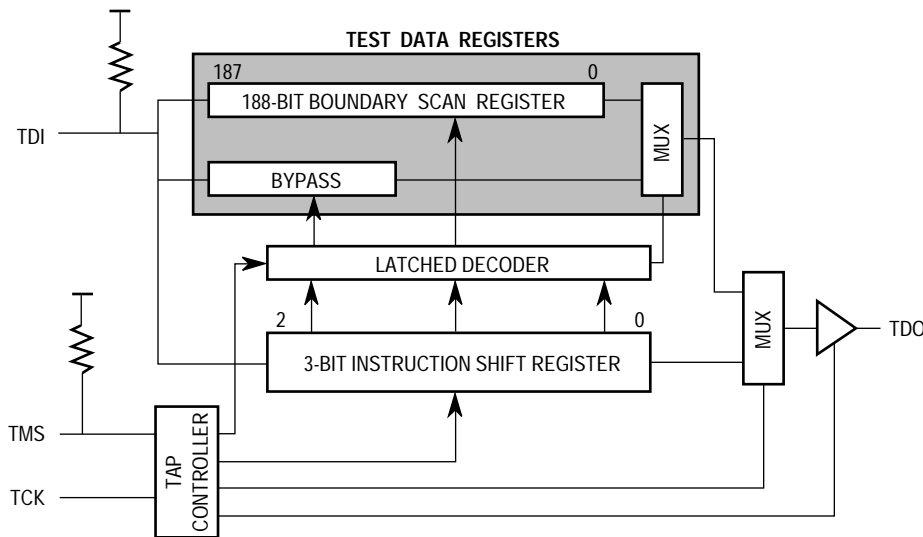 TEST DATA REGISTERS
187
0
188-BIT BOUNDARY SCAN REGISTER
TDI
MUX
BYPASS
LATCHED DECODER
2
0
3-BIT INSTRUCTION SHIFT REGISTER
MUX
TDO
TMS
TAP
CONTROLLER
TCK